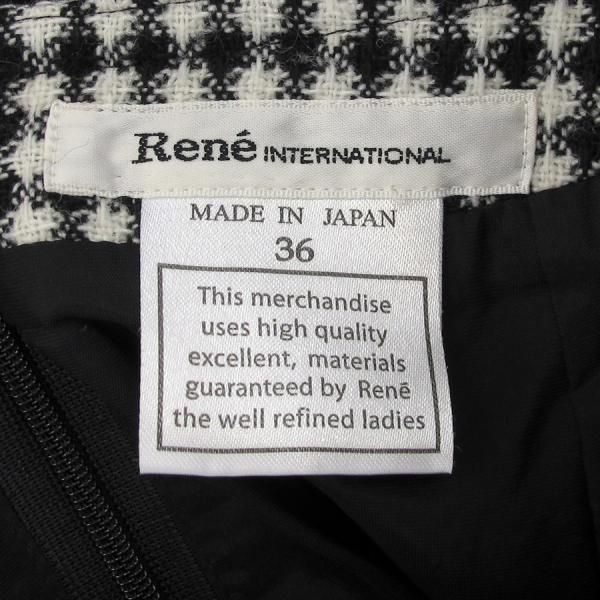 René INTERNATIONAL
MADE IN JAPAN
36
This merchandise
uses high quality
excellent, materials
guaranteed by René
the well refined ladies